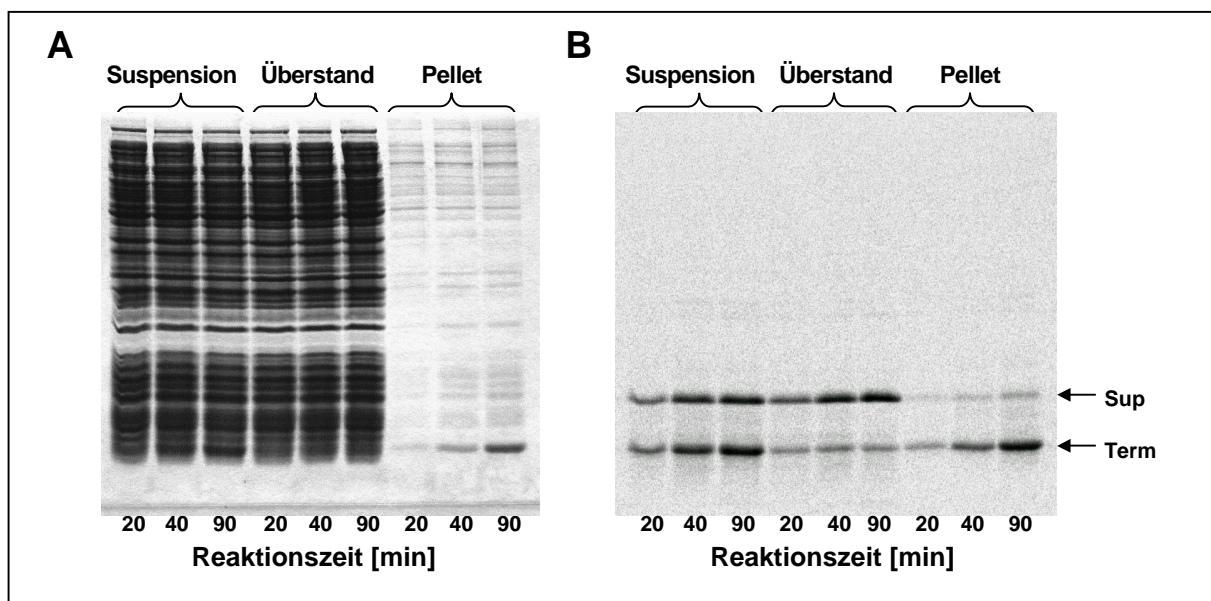 A
Suspension Überstand Pellet
20 40 90 20 40 90 20 40 90
Reaktionszeit [min]
B
Suspension Überstand Pellet
Sup
Term
20 40 90 20 40 90 20 40 90
Reaktionszeit [min]